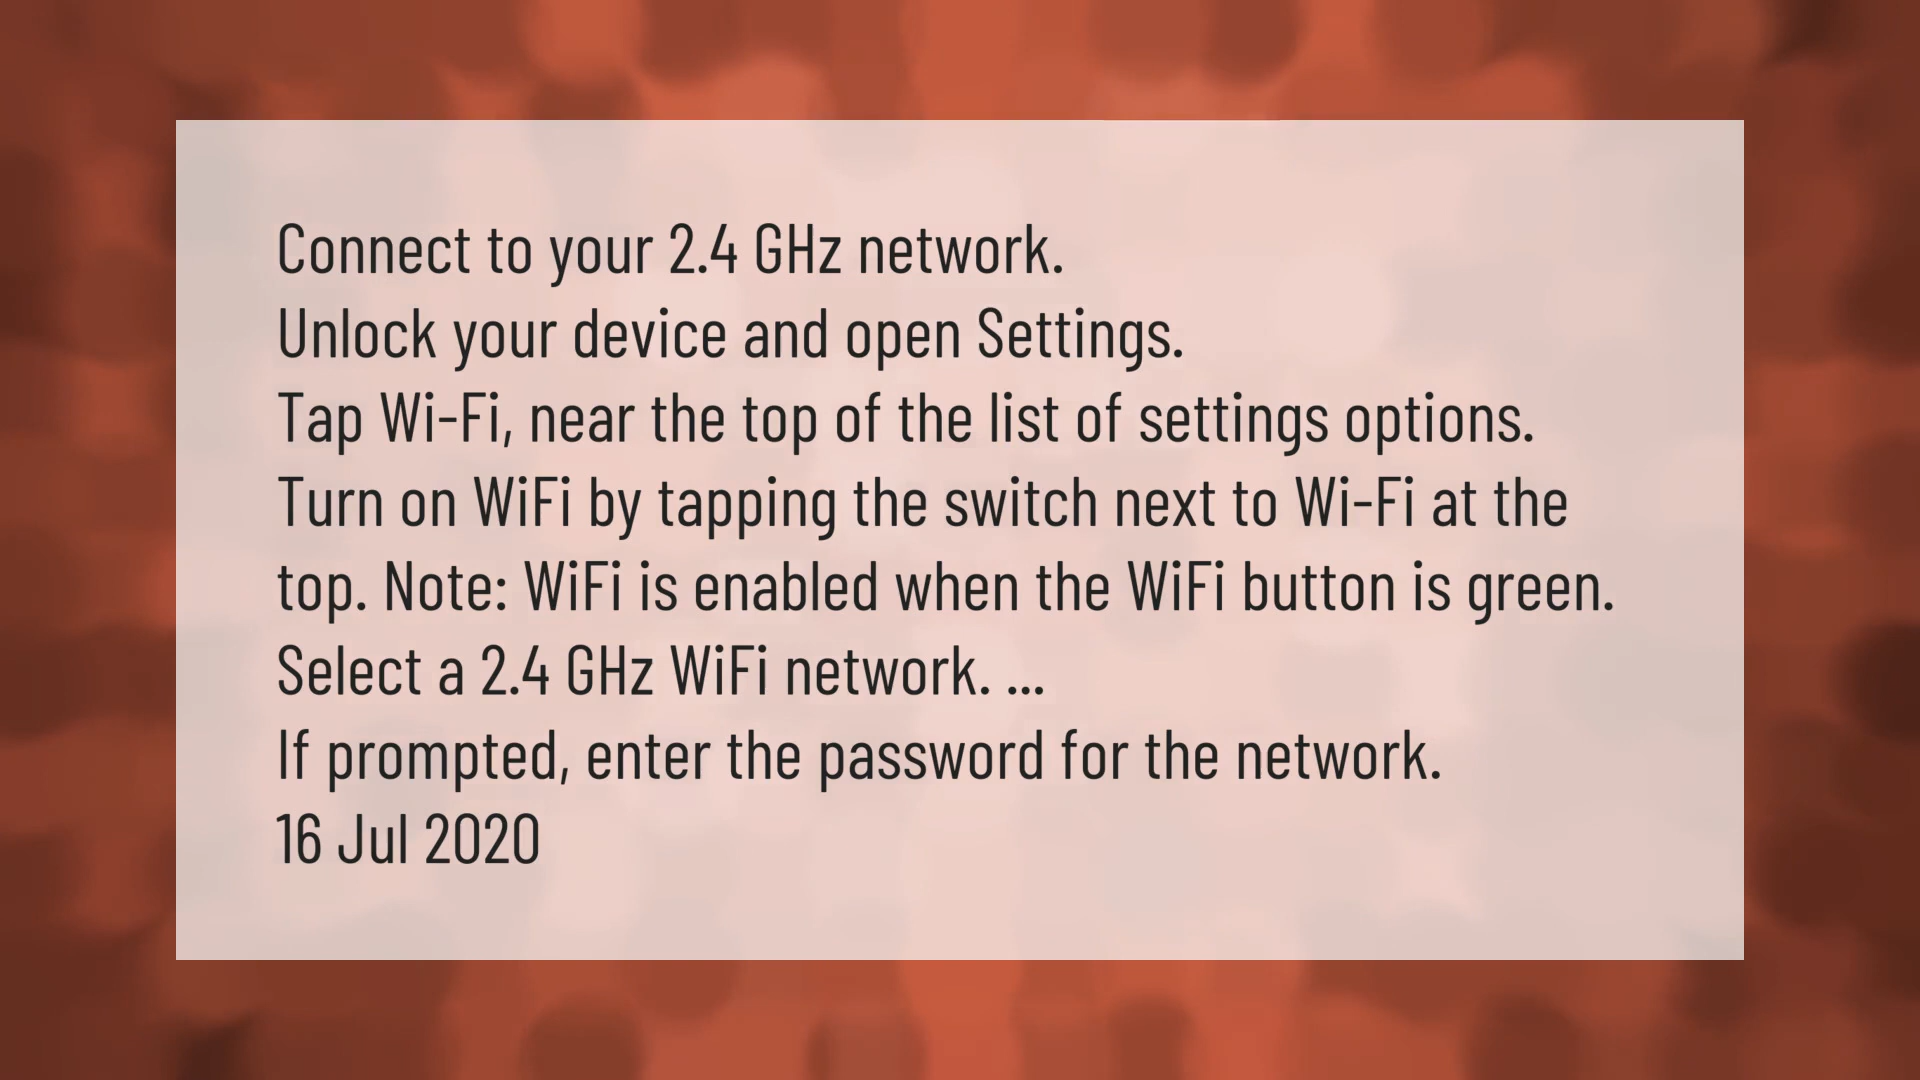 Connect to your 2.4 GHz network.
Unlock your device and open Settings.
Tap Wi-Fi, near the top of the list of settings options.
Turn on WiFi by tapping the switch next to Wi-Fi at the
top. Note: WiFi is enabled when the WiFi button is green.
Select a 2.4 GHz WiFi network. ...
If prompted, enter the password for the network.
16 Jul 2020